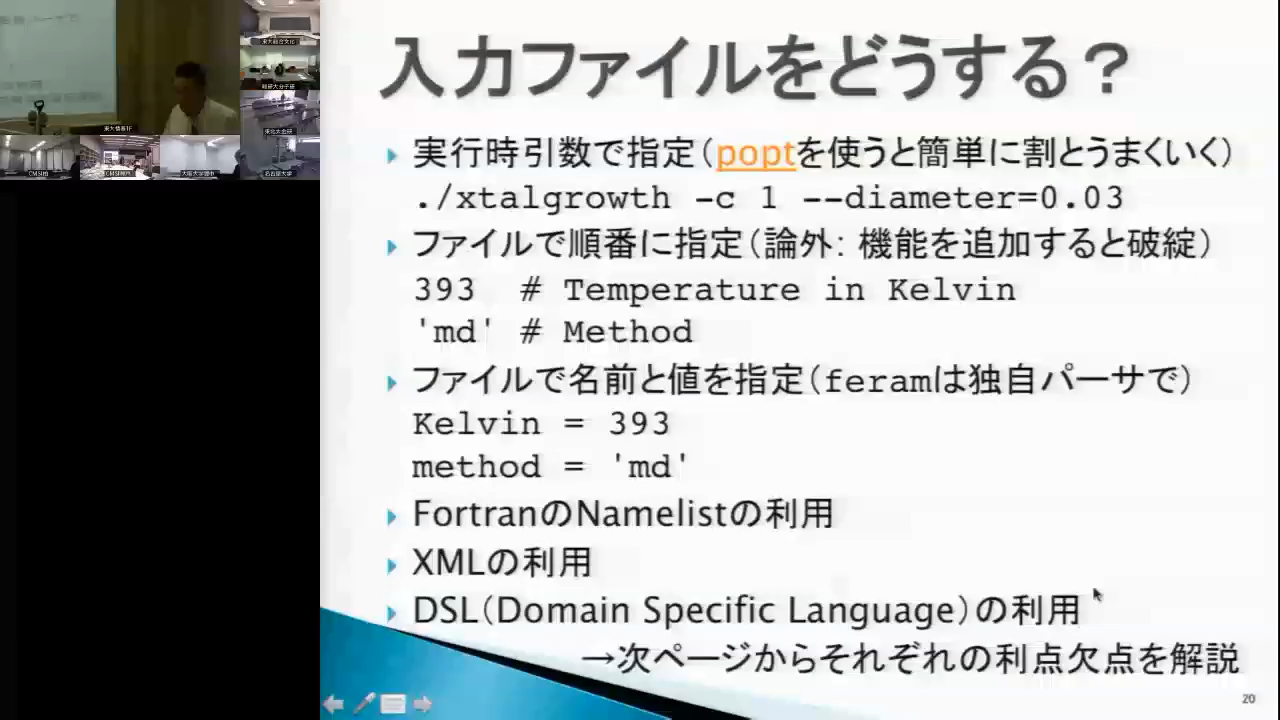 入力ファイルをどうする？
実行時引数で指定（poptを使うと簡単に割とうまくいく）
./xtalgrowth -c 1 --diameter=0.03
ファイルで順番に指定（論外：機能を追加すると破綻）
393 # Temperature in Kelvin
'md' # Method
ファイルで名前と値を指定（feramは独自パーサで）
Kelvin = 393
method = 'md'
FortranのNamelistの利用
XMLの利用
DSL（Domain Specific Language）の利用
→次ページからそれぞれの利点欠点を解説
20
名古屋大学